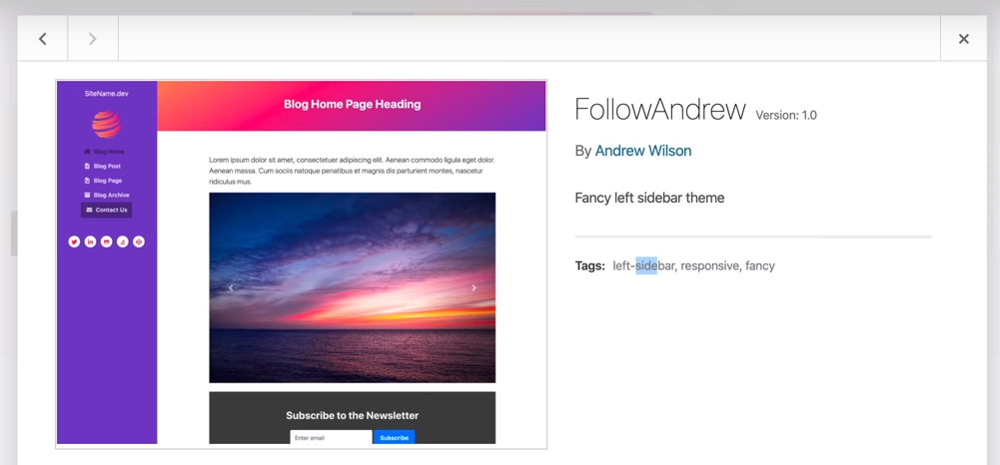 SiteName.dev
Blog Home
Blog Post
Blog Page
Blog Archive
Contact Us
Blog Home Page Heading
Lorem ipsum dolor sit amet, consectetuer adipiscing elit. Aenean commodo ligula eget dolor.
Aenean massa. Cum sociis natoque penatibus et magnis dis parturient montes, nascetur
ridiculus mus.
Subscribe to the Newsletter
Enter email
Subscribe
FollowAndrew Version: 1.0
By Andrew Wilson
Fancy left sidebar theme
Tags: left-sidebar, responsive, fancy